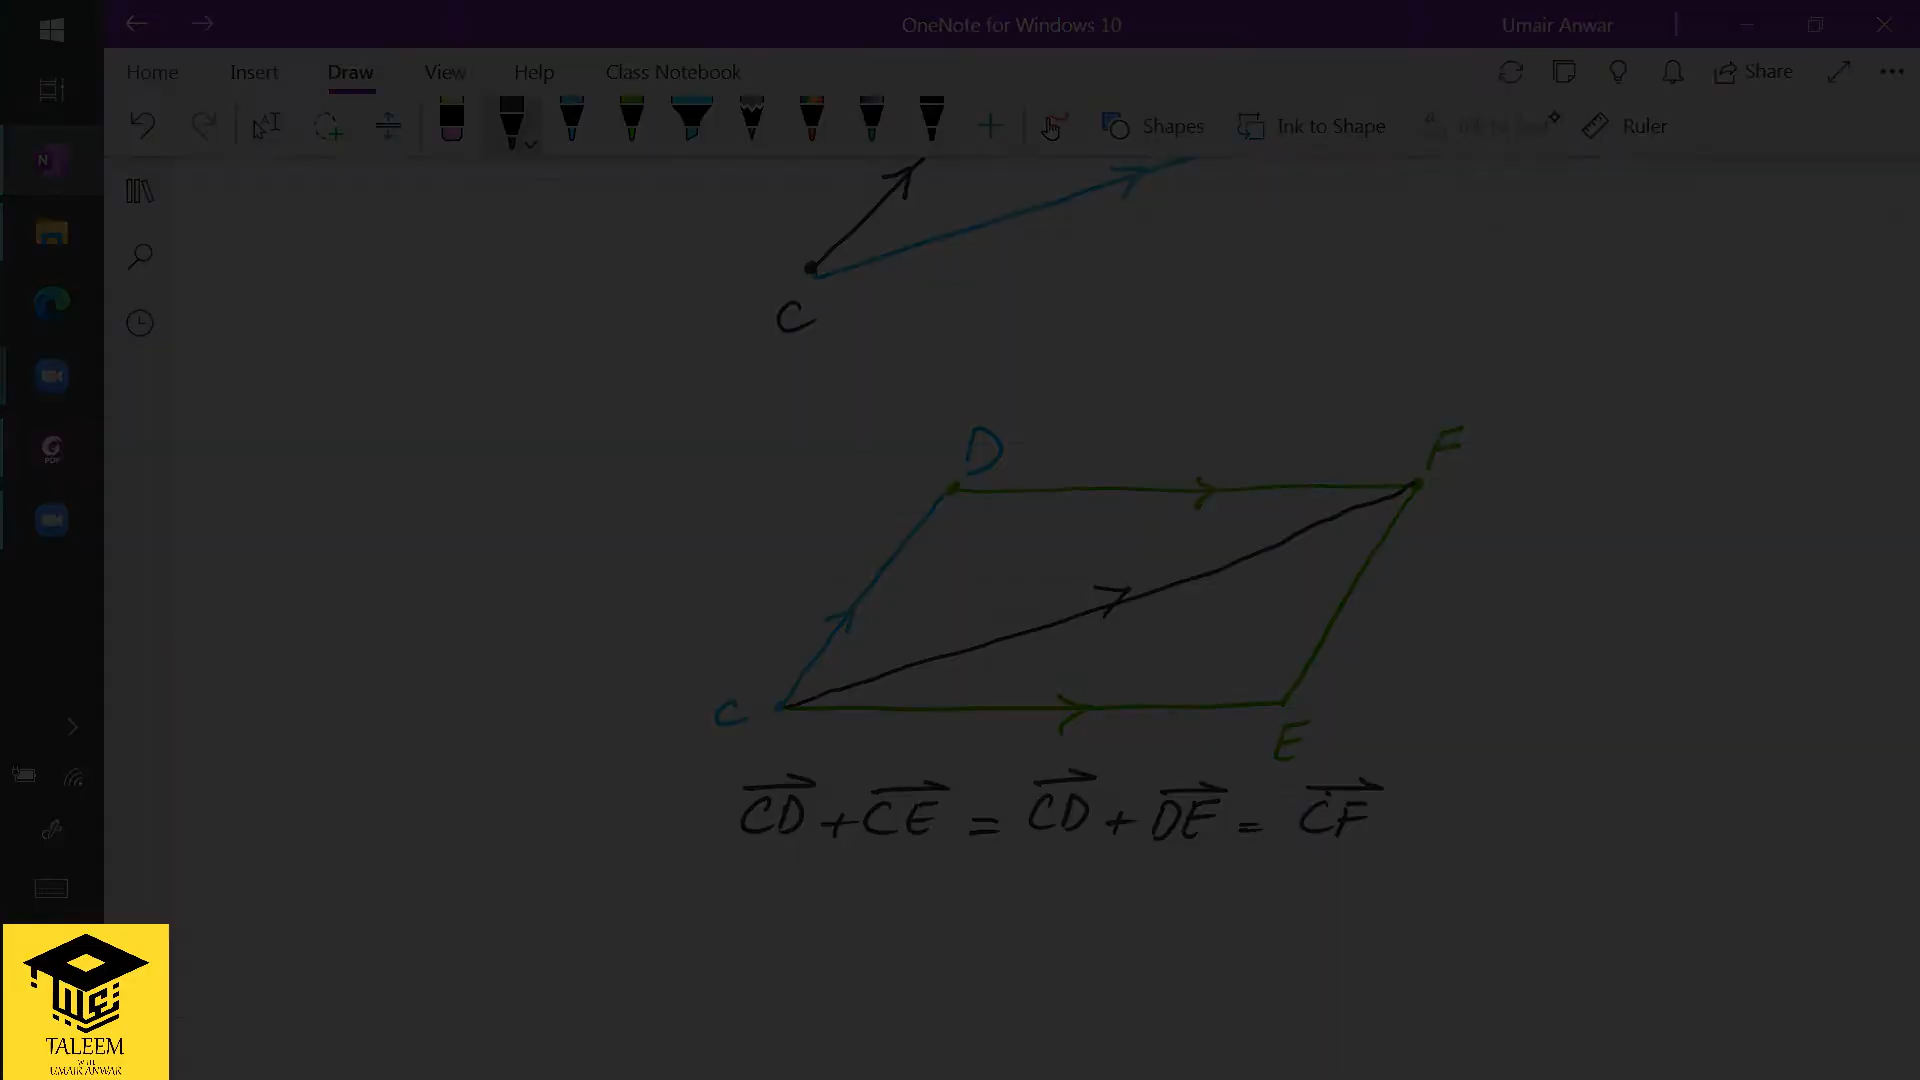 OneNote for Windows 10
Umair Anwar
Home Insert Draw View Help Class Notebook
Share
Shapes Ink to Shape Ruler
C
D
F
C
E
CD + CE = CD + DE = CF
TALEEM
WITH
UMAIR ANWAR